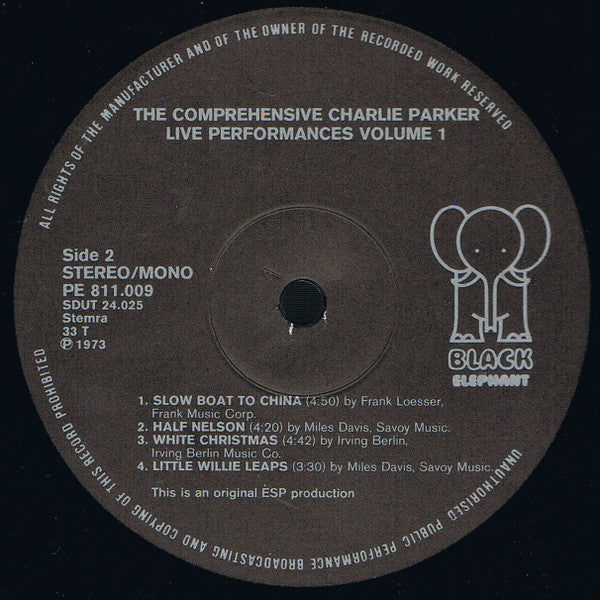 ALL RIGHTS OF THE MANUFACTURER AND OF THE OWNER OF THE RECORDED WORK RESERVED
THE COMPREHENSIVE CHARLIE PARKER
LIVE PERFORMANCES VOLUME 1
Side 2
STEREO/MONO
PE 811.009
SDUT 24.025
Stemra
33 T
℗ 1973
BLACK
ELEPHANT
1. SLOW BOAT TO CHINA (4:50) by Frank Loesser,
Frank Music Corp.
2. HALF NELSON (4:20) by Miles Davis, Savoy Music.
3. WHITE CHRISTMAS (4:42) by Irving Berlin,
Irving Berlin Music Co.
4. LITTLE WILLIE LEAPS (3:30) by Miles Davis, Savoy Music.
This is an original ESP production
UNAUTHORISED PUBLIC PERFORMANCE BROADCASTING AND COPYING OF THIS RECORD PROHIBITED